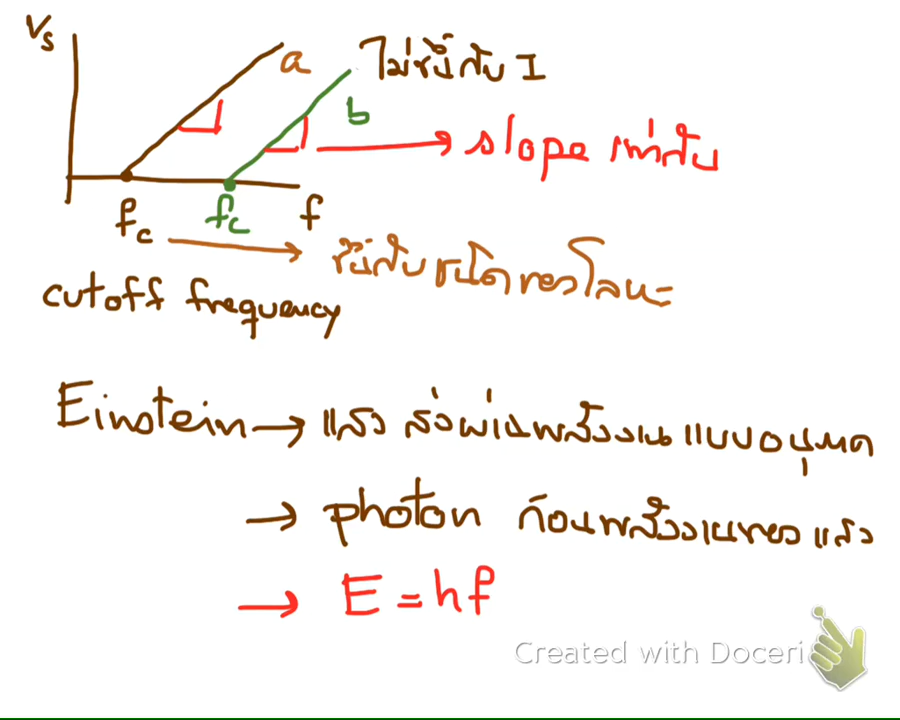 Vs
a
ไม่ขึ้นกับ I
b
slope เท่ากับ
fc
fc
f
ขึ้นกับชนิดของโลหะ
cutoff frequency
Einstein → แสง ส่งผ่านพลังงาน แบบอนุภาค
→ photon ก้อนพลังงานของ แสง
→ E = hf
Created with Doceri